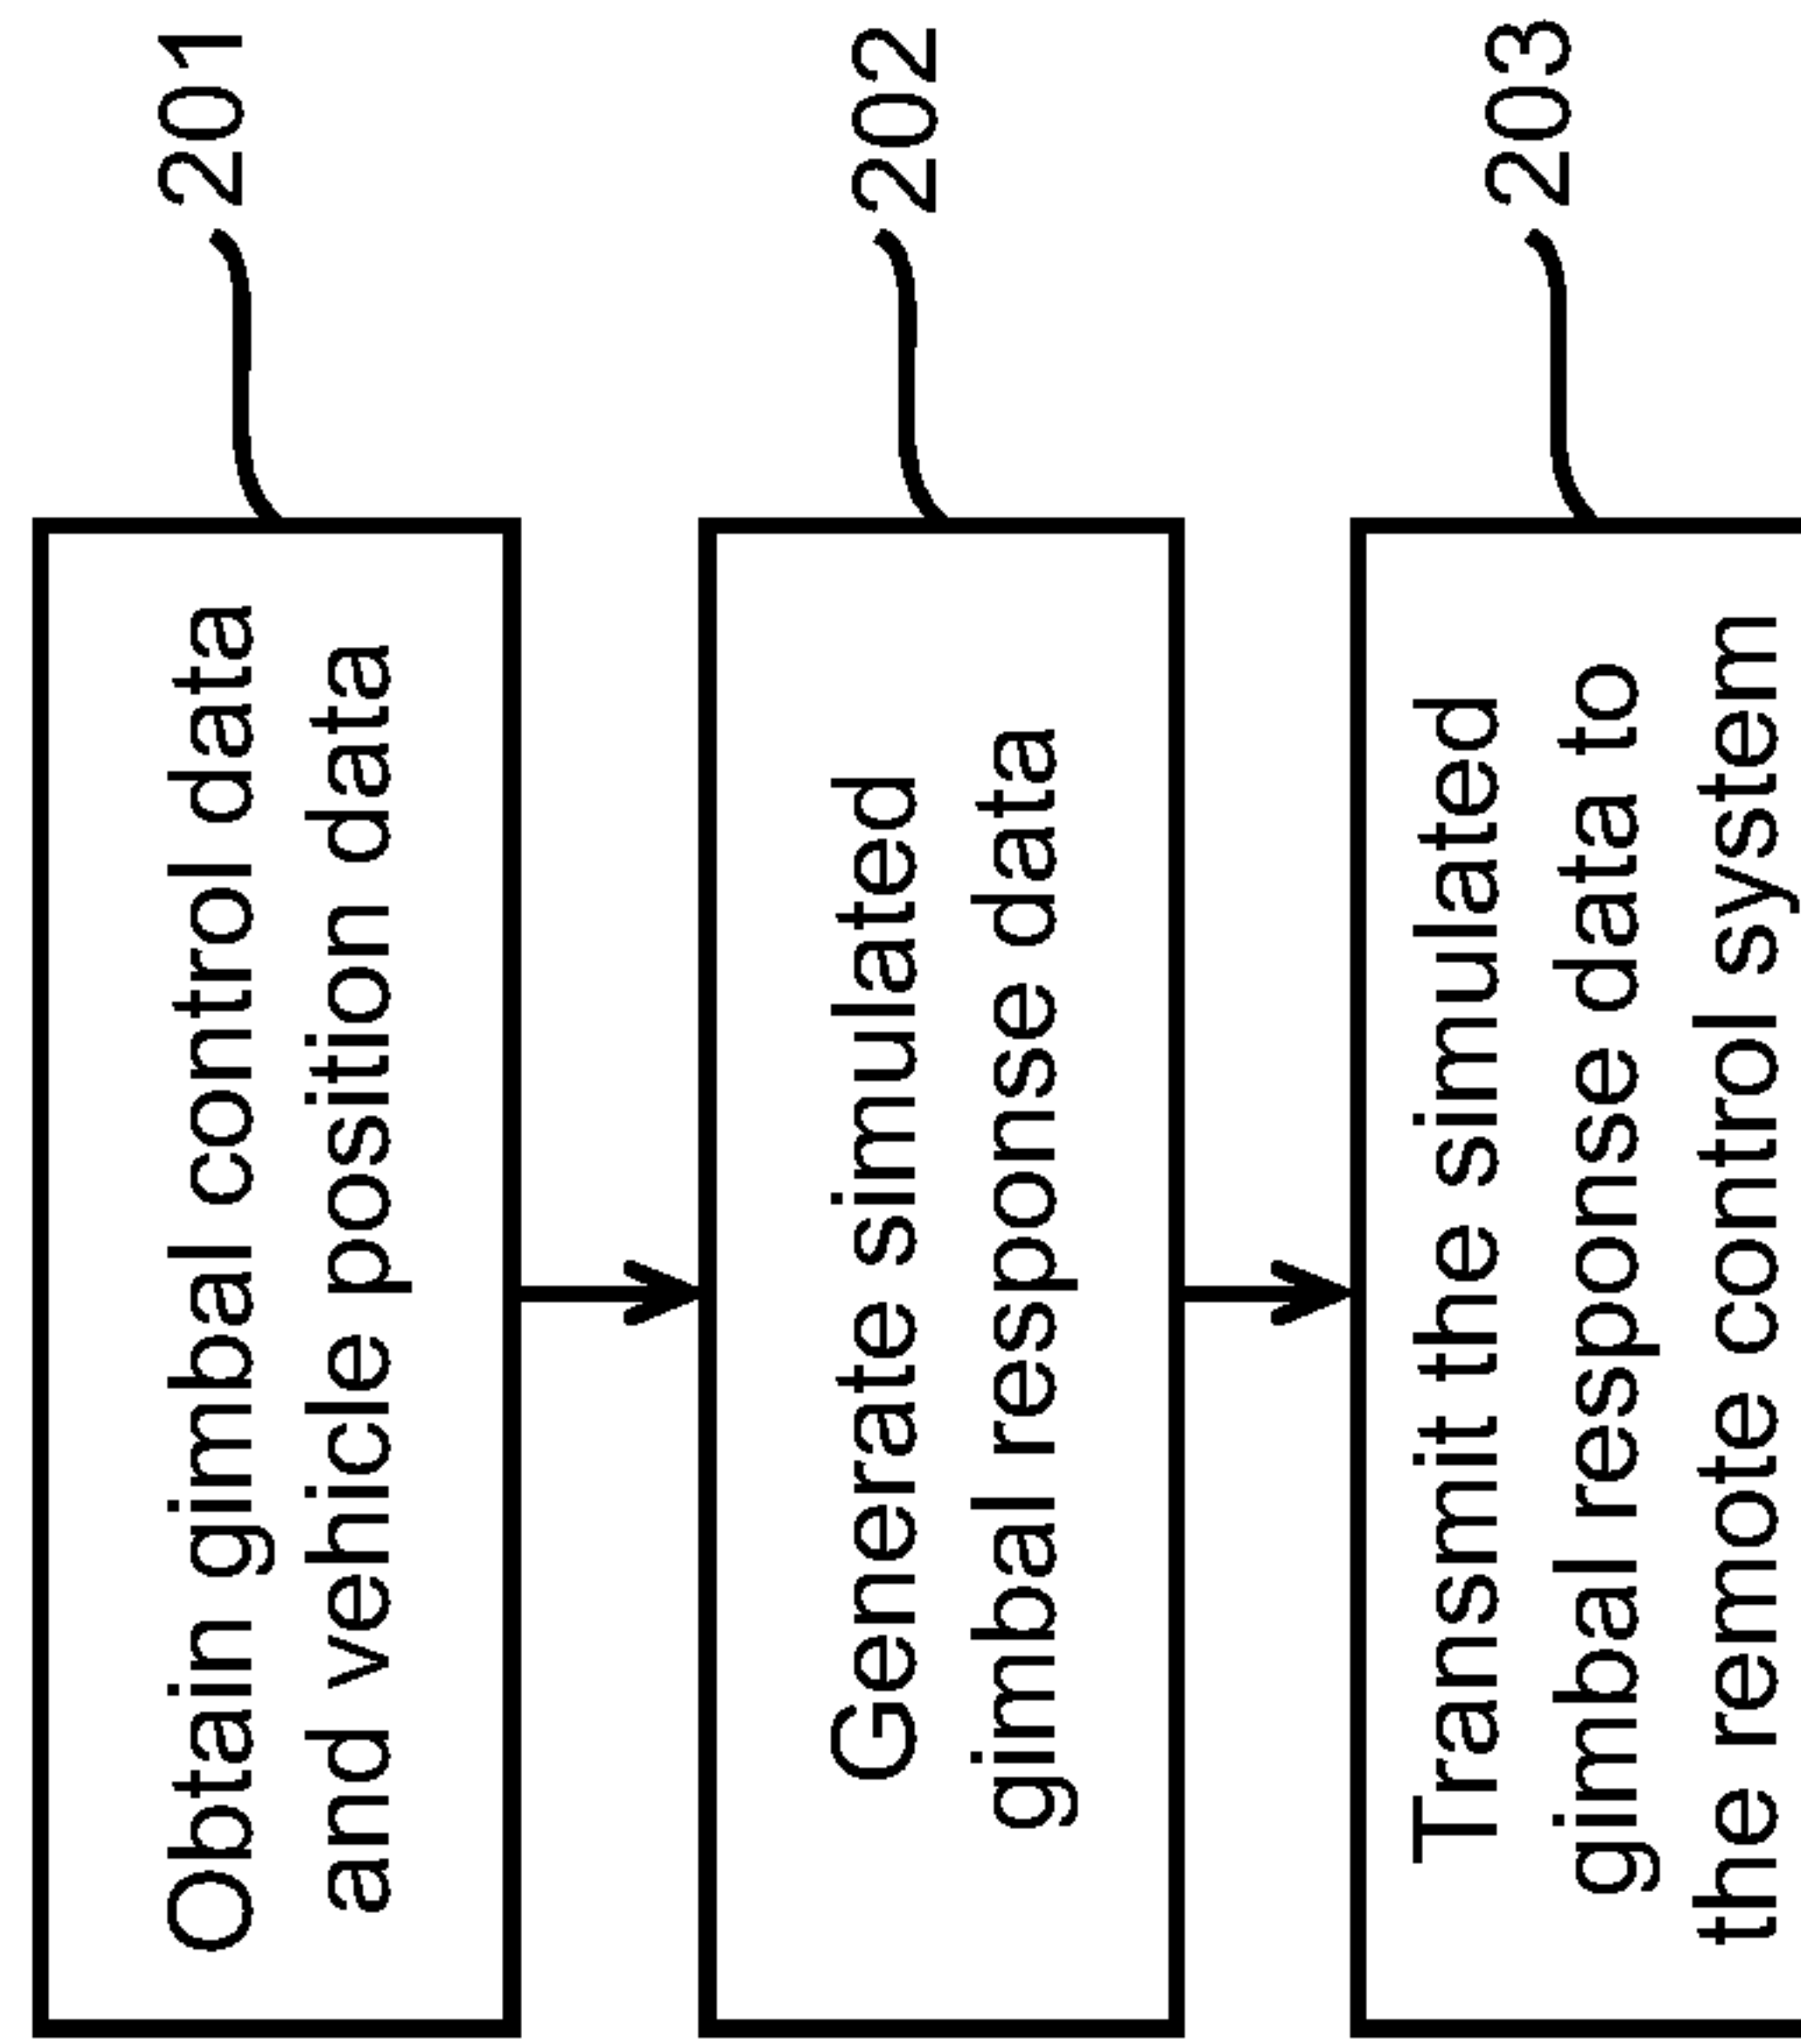 Obtain gimbal control data
and vehicle position data
201
Generate simulated
gimbal response data
202
Transmit the simulated
gimbal response data to
the remote control system
203